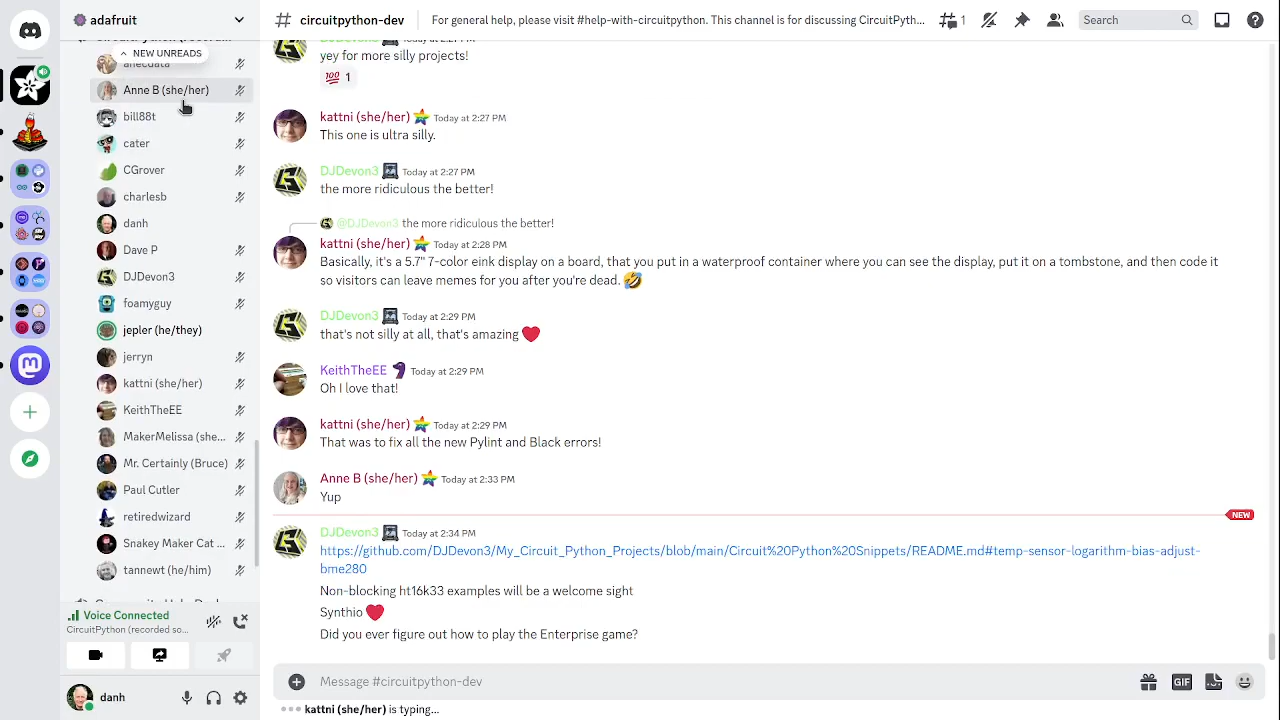 adafruit
NEW UNREADS
anecdata
Anne B (she/her)
bill88t
cater
CGrover
charlesb
danh
Dave P
DJDevon3
foamyguy
jepler (he/they)
jerryn
kattni (she/her)
KeithTheEE
MakerMelissa (she...
Mr. Certainly (Bruce)
Paul Cutler
retiredwizard
Snakey Maker Cat ...
tannewt (he/him)
Voice Connected
CircuitPython (recorded so...
danh
# circuitpython-dev
For general help, please visit #help-with-circuitpython. This channel is for discussing CircuitPyth...
1
Search
DJDevon3 Today at 2:27 PM
yey for more silly projects!
100 1
kattni (she/her) Today at 2:27 PM
This one is ultra silly.
DJDevon3 Today at 2:27 PM
the more ridiculous the better!
@DJDevon3 the more ridiculous the better!
kattni (she/her) Today at 2:28 PM
Basically, it's a 5.7" 7-color eink display on a board, that you put in a waterproof container where you can see the display, put it on a tombstone, and then code it
so visitors can leave memes for you after you're dead.
DJDevon3 Today at 2:29 PM
that's not silly at all, that's amazing
KeithTheEE Today at 2:29 PM
Oh I love that!
kattni (she/her) Today at 2:29 PM
That was to fix all the new Pylint and Black errors!
Anne B (she/her) Today at 2:33 PM
Yup
NEW
DJDevon3 Today at 2:34 PM
https://github.com/DJDevon3/My_Circuit_Python_Projects/blob/main/Circuit%20Python%20Snippets/README.md#temp-sensor-logarithm-bias-adjust-
bme280
Non-blocking ht16k33 examples will be a welcome sight
Synthio
Did you ever figure out how to play the Enterprise game?
Message #circuitpython-dev
GIF
kattni (she/her) is typing...